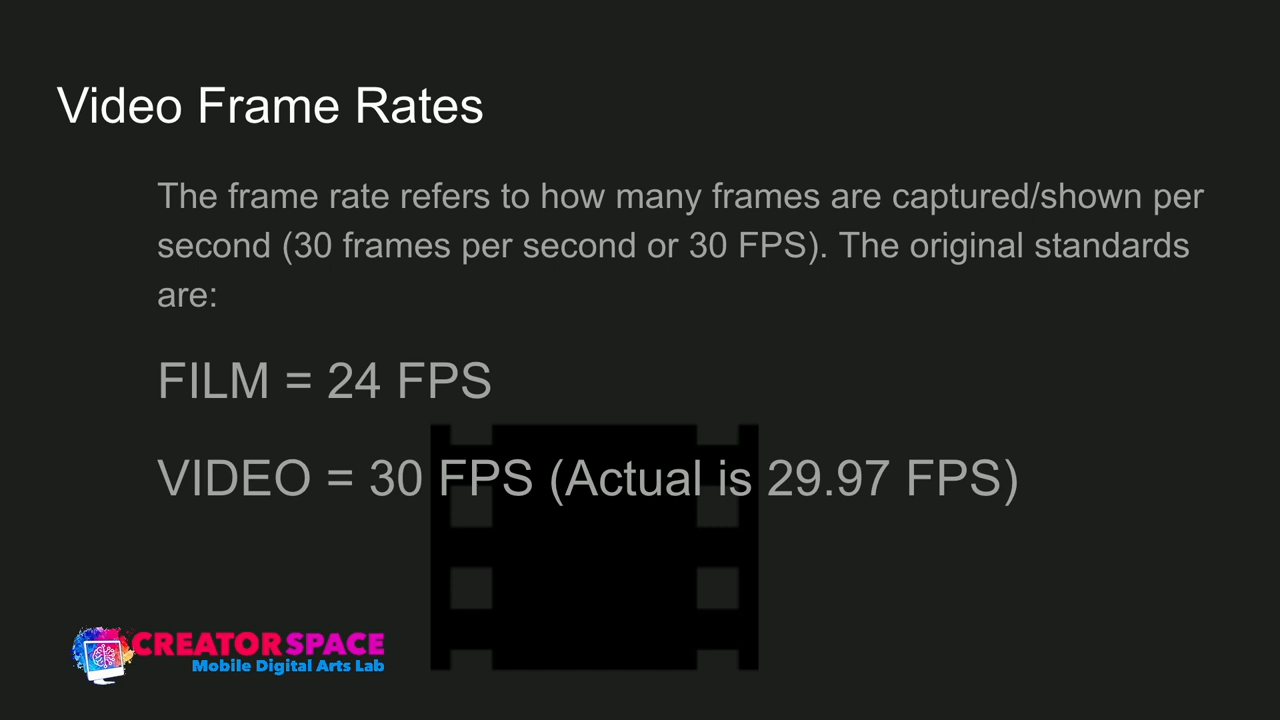 Video Frame Rates
The frame rate refers to how many frames are captured/shown per
second (30 frames per second or 30 FPS). The original standards
are:
FILM = 24 FPS
VIDEO = 30 FPS (Actual is 29.97 FPS)
CREATORSPACE
Mobile Digital Arts Lab